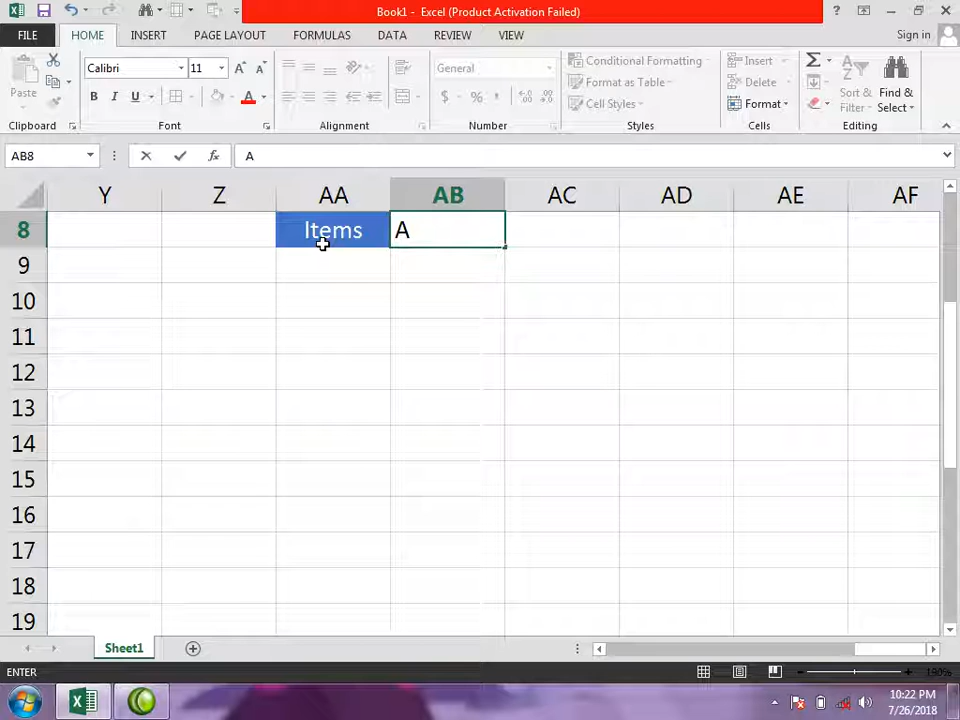 Book1 - Excel (Product Activation Failed)
FILE HOME INSERT PAGE LAYOUT FORMULAS DATA REVIEW VIEW Sign in
Paste Calibri 11 General Conditional Formatting Insert
Format as Table Delete Sort & Find &
B I U A $ % Cell Styles Format Filter Select
Clipboard Font Alignment Number Styles Cells Editing
AB8 fx A
Y Z AA AB AC AD AE AF
8 Items A
9
10
11
12
13
14
15
16
17
18
19
Sheet1
ENTER 190%
10:22 PM
7/26/2018